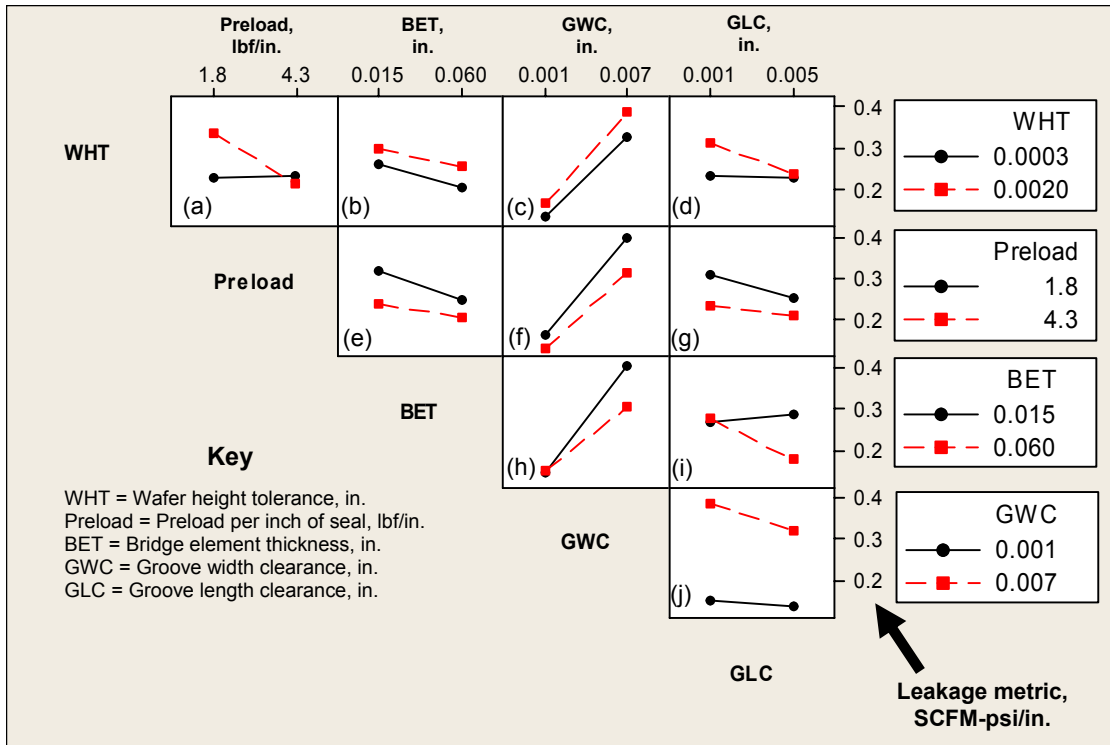 Preload,
lbf/in.
BET,
in.
GWC,
in.
GLC,
in.
1.8 4.3 0.015 0.060 0.001 0.007 0.001 0.005
WHT
(a)
(b)
(c)
(d)
0.4
0.3
0.2
WHT
0.0003
0.0020
Preload
(e)
(f)
(g)
0.4
0.3
0.2
Preload
1.8
4.3
BET
(h)
(i)
0.4
0.3
0.2
BET
0.015
0.060
Key
WHT = Wafer height tolerance, in.
Preload = Preload per inch of seal, lbf/in.
BET = Bridge element thickness, in.
GWC = Groove width clearance, in.
GLC = Groove length clearance, in.
GWC
(j)
0.4
0.3
0.2
GWC
0.001
0.007
GLC
Leakage metric,
SCFM-psi/in.